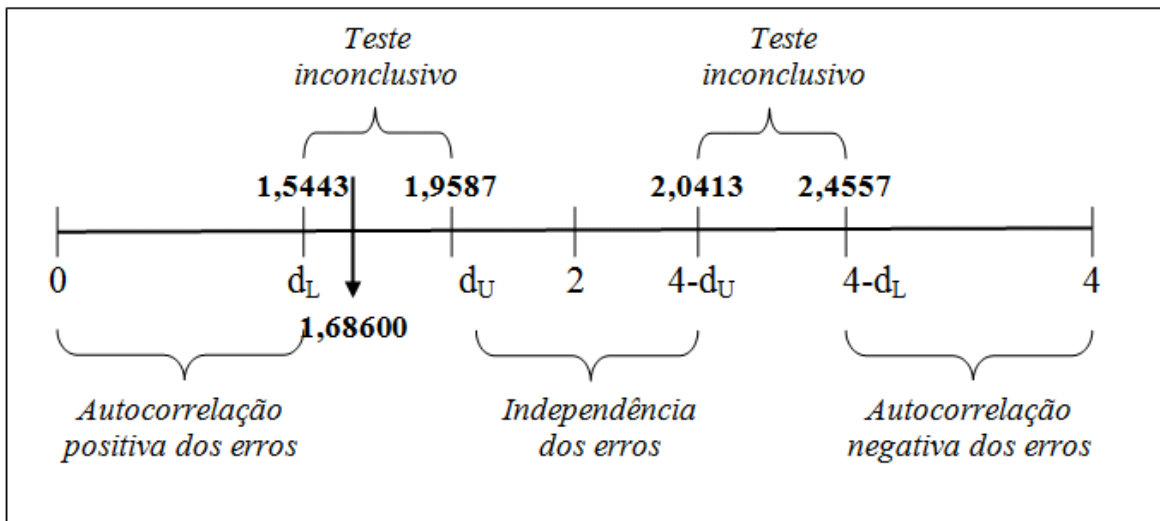 Teste
inconclusivo
Teste
inconclusivo
1,5443
1,9587
2,0413
2,4557
0
dL
dU
2
4-dU
4-dL
4
1,68600
Autocorrelação
positiva dos erros
Independência
dos erros
Autocorrelação
negativa dos erros